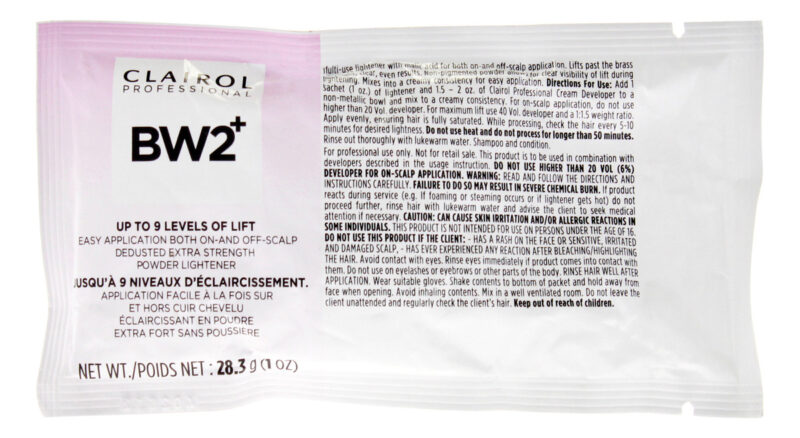 CLAIROL
PROFESSIONAL
BW2+
UP TO 9 LEVELS OF LIFT
EASY APPLICATION BOTH ON-AND OFF-SCALP
DEDUSTED EXTRA STRENGTH
POWDER LIGHTENER
JUSQU'À 9 NIVEAUX D'ÉCLAIRCISSEMENT.
APPLICATION FACILE À LA FOIS SUR
ET HORS CUIR CHEVELU
ÉCLAIRCISSANT EN POUDRE
EXTRA FORT SANS POUSSIÈRE
NET WT./POIDS NET : 28.3 g (1 OZ)
Multi-use lightener with malic acid for both on-and off-scalp application. Lifts past the brass
clear, even results. Non-pigmented powder allows for clear visibility of lift during
lightening. Mixes into a creamy consistency for easy application. Directions For Use: Add 1
sachet (1 oz.) of lightener and 1.5 – 2 oz. of Clairol Professional Cream Developer to a
non-metallic bowl and mix to a creamy consistency. For on-scalp application, do not use
higher than 20 Vol. developer. For maximum lift use 40 Vol. developer and a 1:1.5 weight ratio.
Apply evenly, ensuring hair is fully saturated. While processing, check the hair every 5-10
minutes for desired lightness. Do not use heat and do not process for longer than 50 minutes.
Rinse out thoroughly with lukewarm water. Shampoo and condition.
For professional use only. Not for retail sale. This product is to be used in combination with
developers described in the usage instruction. DO NOT USE HIGHER THAN 20 VOL (6%)
DEVELOPER FOR ON-SCALP APPLICATION. WARNING: READ AND FOLLOW THE DIRECTIONS AND
INSTRUCTIONS CAREFULLY. FAILURE TO DO SO MAY RESULT IN SEVERE CHEMICAL BURN. If product
reacts during service (e.g. If foaming or steaming occurs or if lightener gets hot) do not
proceed further, rinse hair with lukewarm water and advise the client to seek medical
attention if necessary. CAUTION: CAN CAUSE SKIN IRRITATION AND/OR ALLERGIC REACTIONS IN
SOME INDIVIDUALS. THIS PRODUCT IS NOT INTENDED FOR USE ON PERSONS UNDER THE AGE OF 16.
DO NOT USE THIS PRODUCT IF THE CLIENT: - HAS A RASH ON THE FACE OR SENSITIVE, IRRITATED
AND DAMAGED SCALP, - HAS EVER EXPERIENCED ANY REACTION AFTER BLEACHING/HIGHLIGHTING
THE HAIR. Avoid contact with eyes. Rinse eyes immediately if product comes into contact with
them. Do not use on eyelashes or eyebrows or other parts of the body. RINSE HAIR WELL AFTER
APPLICATION. Wear suitable gloves. Shake contents to bottom of packet and hold away from
face when opening. Avoid inhaling contents. Mix in a well ventilated room. Do not leave the
client unattended and regularly check the client's hair. Keep out of reach of children.